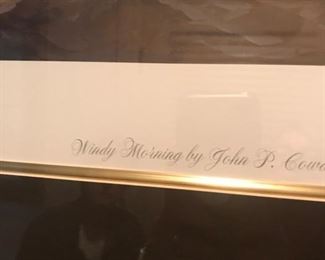 Windy Morning by John P. Cowa